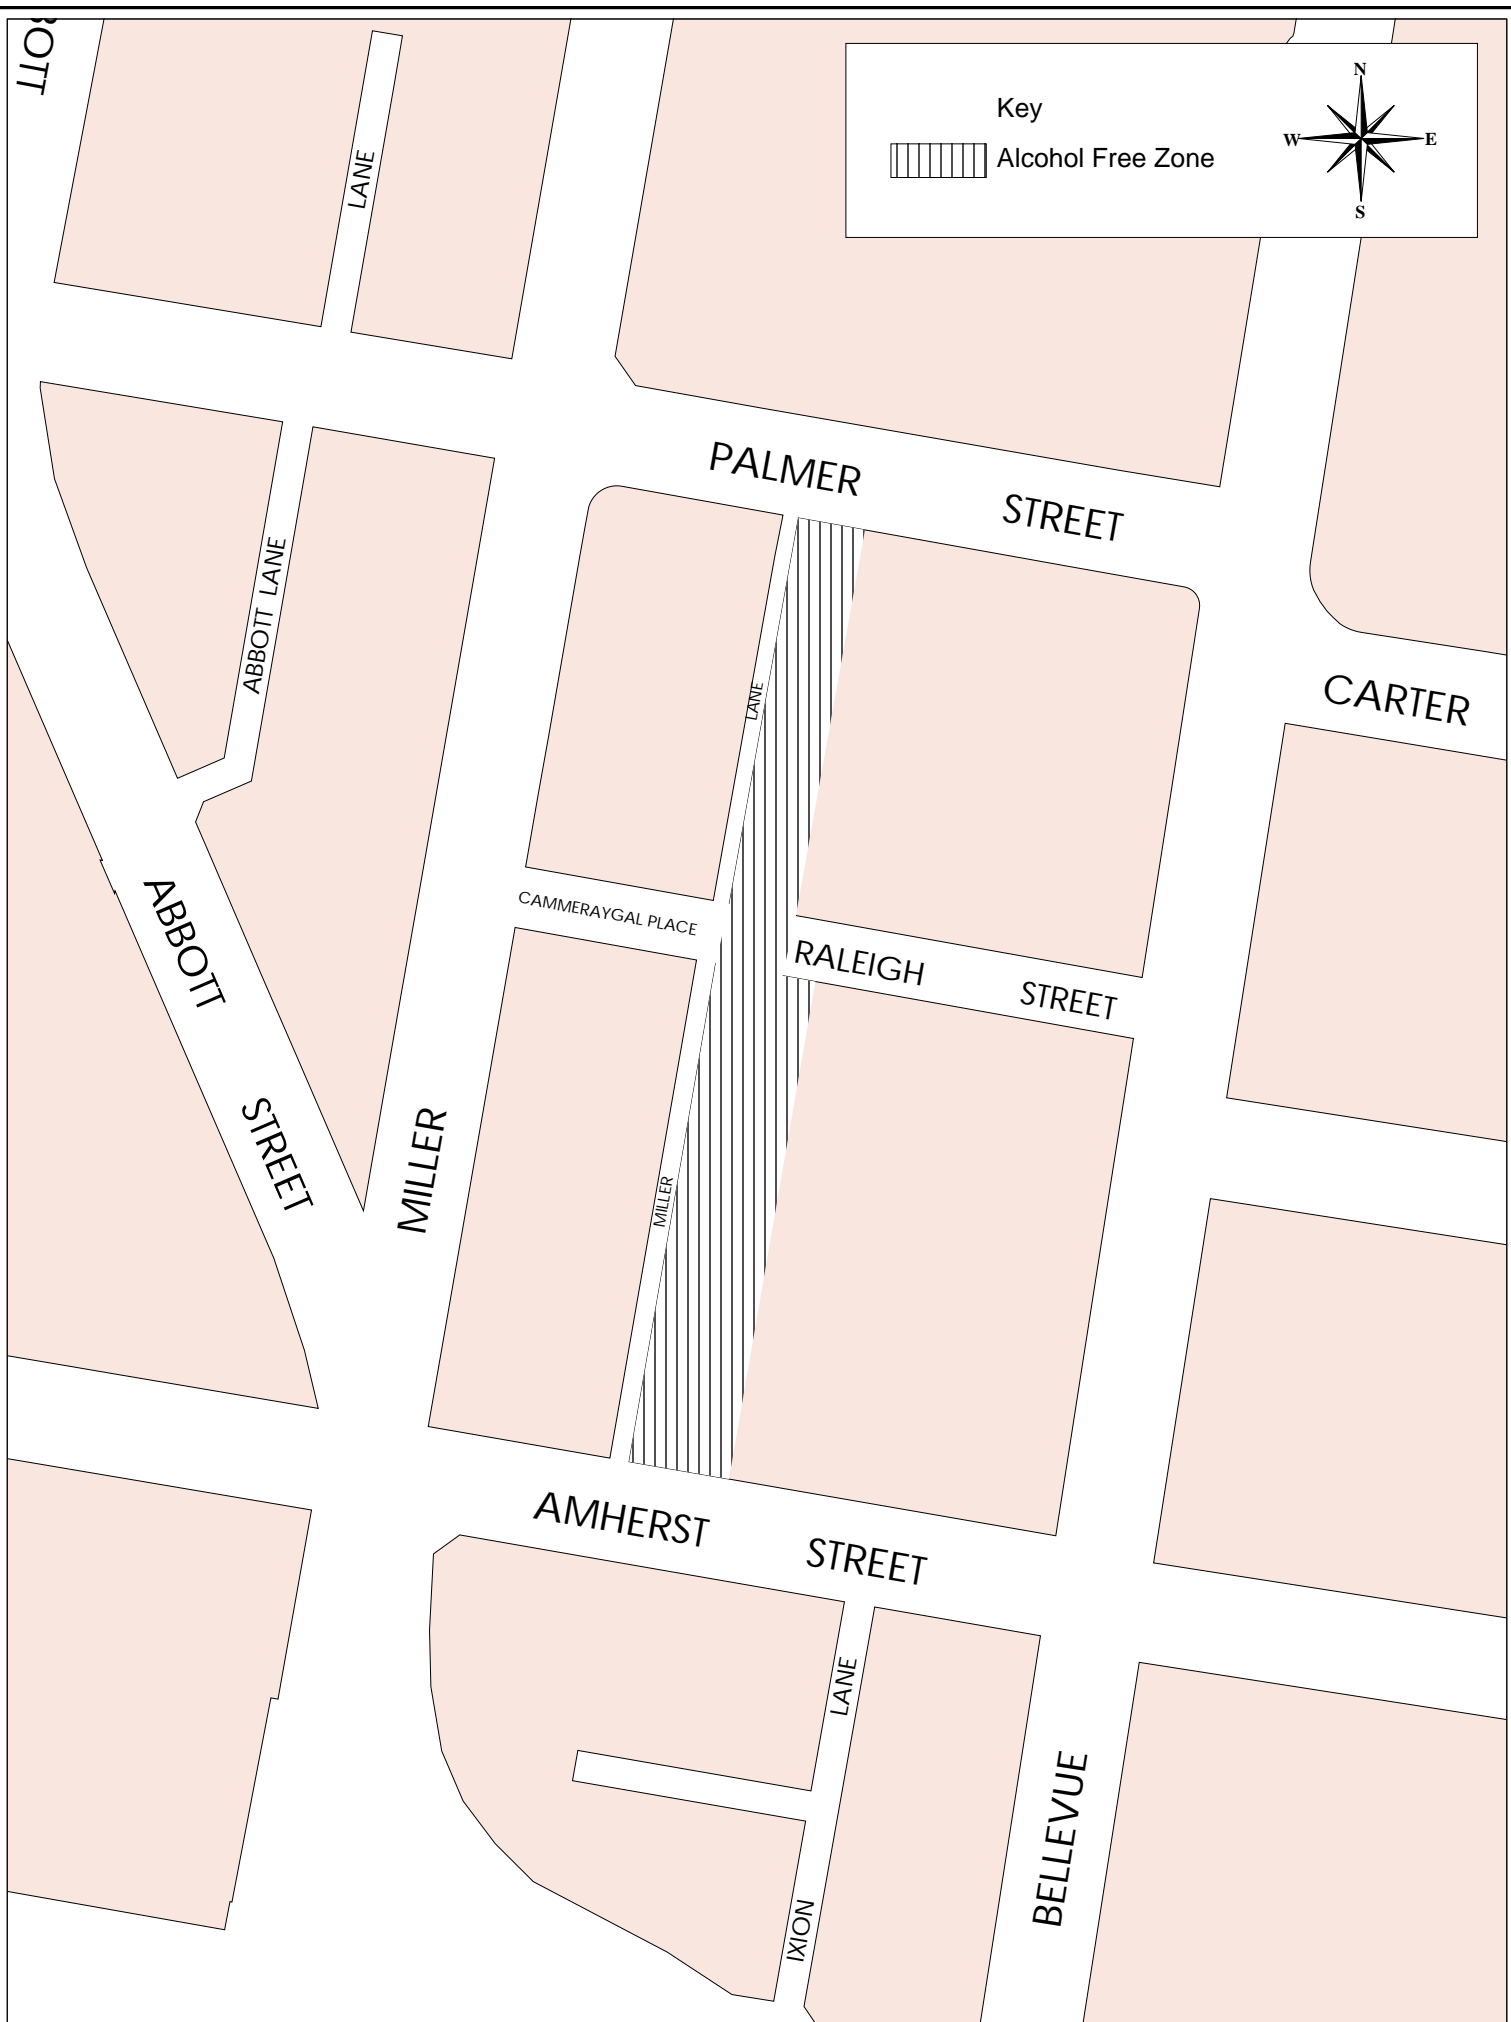 BOTT
N
Key
W
E
Alcohol Free Zone
S
LANE
PALMER STREET
ABBOTT LANE
LANE
CARTER
CAMMERAYGAL PLACE
ABBOTT STREET
RALEIGH STREET
MILLER
MILLER
AMHERST STREET
LANE
BELLEVUE
IXION